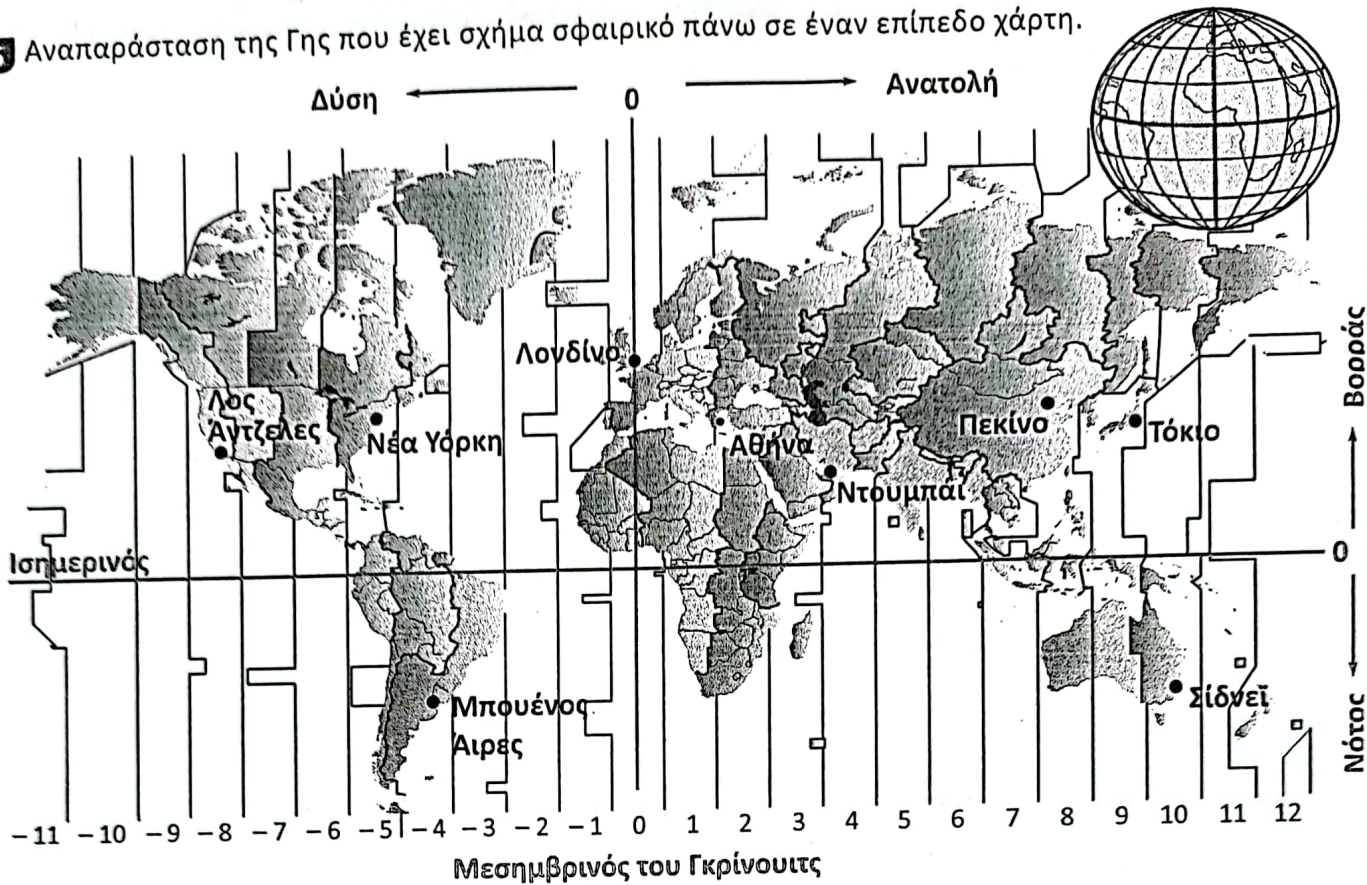 Αναπαράσταση της Γης που έχει σχήμα σφαιρικό πάνω σε έναν επίπεδο χάρτη.
Δύση
0
Ανατολή
Λονδίνο
Βορράς
Λος
Άντζελες
Νέα Υόρκη
Αθήνα
Πεκίνο
Τόκιο
Ντουμπάι
Ισημερινός
0
Μπουένος
Άιρες
Σίδνεϊ
Νότος
−11 −10 −9 −8 −7 −6 −5 −4 −3 −2 −1 0 1 2 3 4 5 6 7 8 9 10 11 12
Μεσημβρινός του Γκρίνουιτς